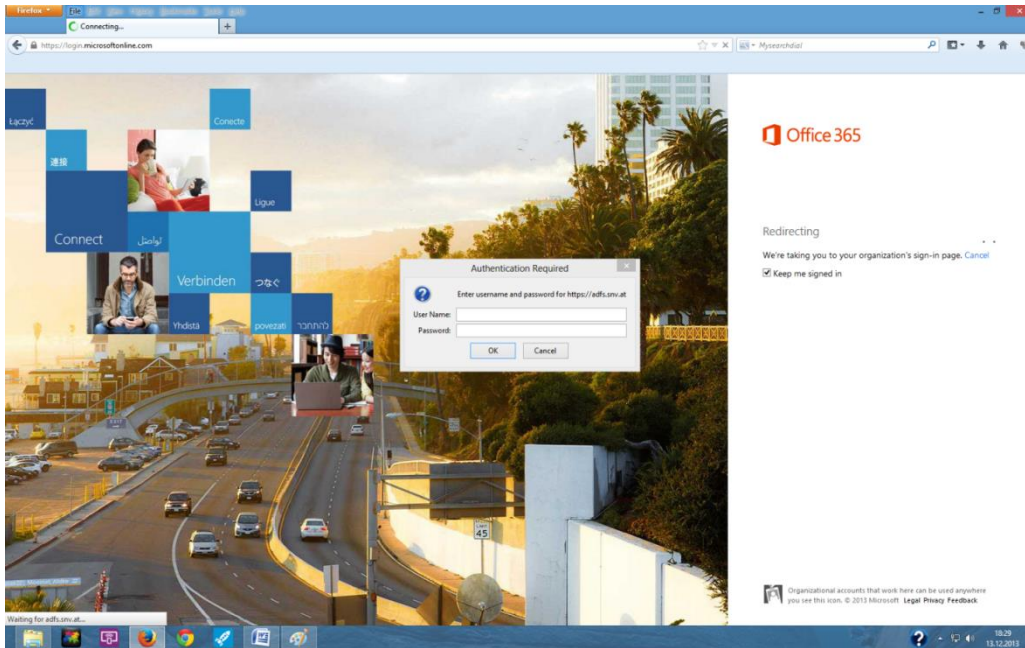 Firefox
File
Connecting...
+
https://login.microsoftonline.com
Mysearchdial
Łączyć
Conecte
連接
Ligue
Connect
تواصل
Verbinden
つなぐ
Yhdistä
povezati
להתחבר
Office 365
Redirecting
We're taking you to your organization's sign-in page. Cancel
Keep me signed in
Authentication Required
Enter username and password for https://adfs.snv.at
User Name:
Password:
OK
Cancel
EXIT
LIMIT
45
Organizational accounts that work here can be used anywhere
you see this icon. © 2013 Microsoft Legal Privacy Feedback
Waiting for adfs.snv.at...
18:29
13.12.2013